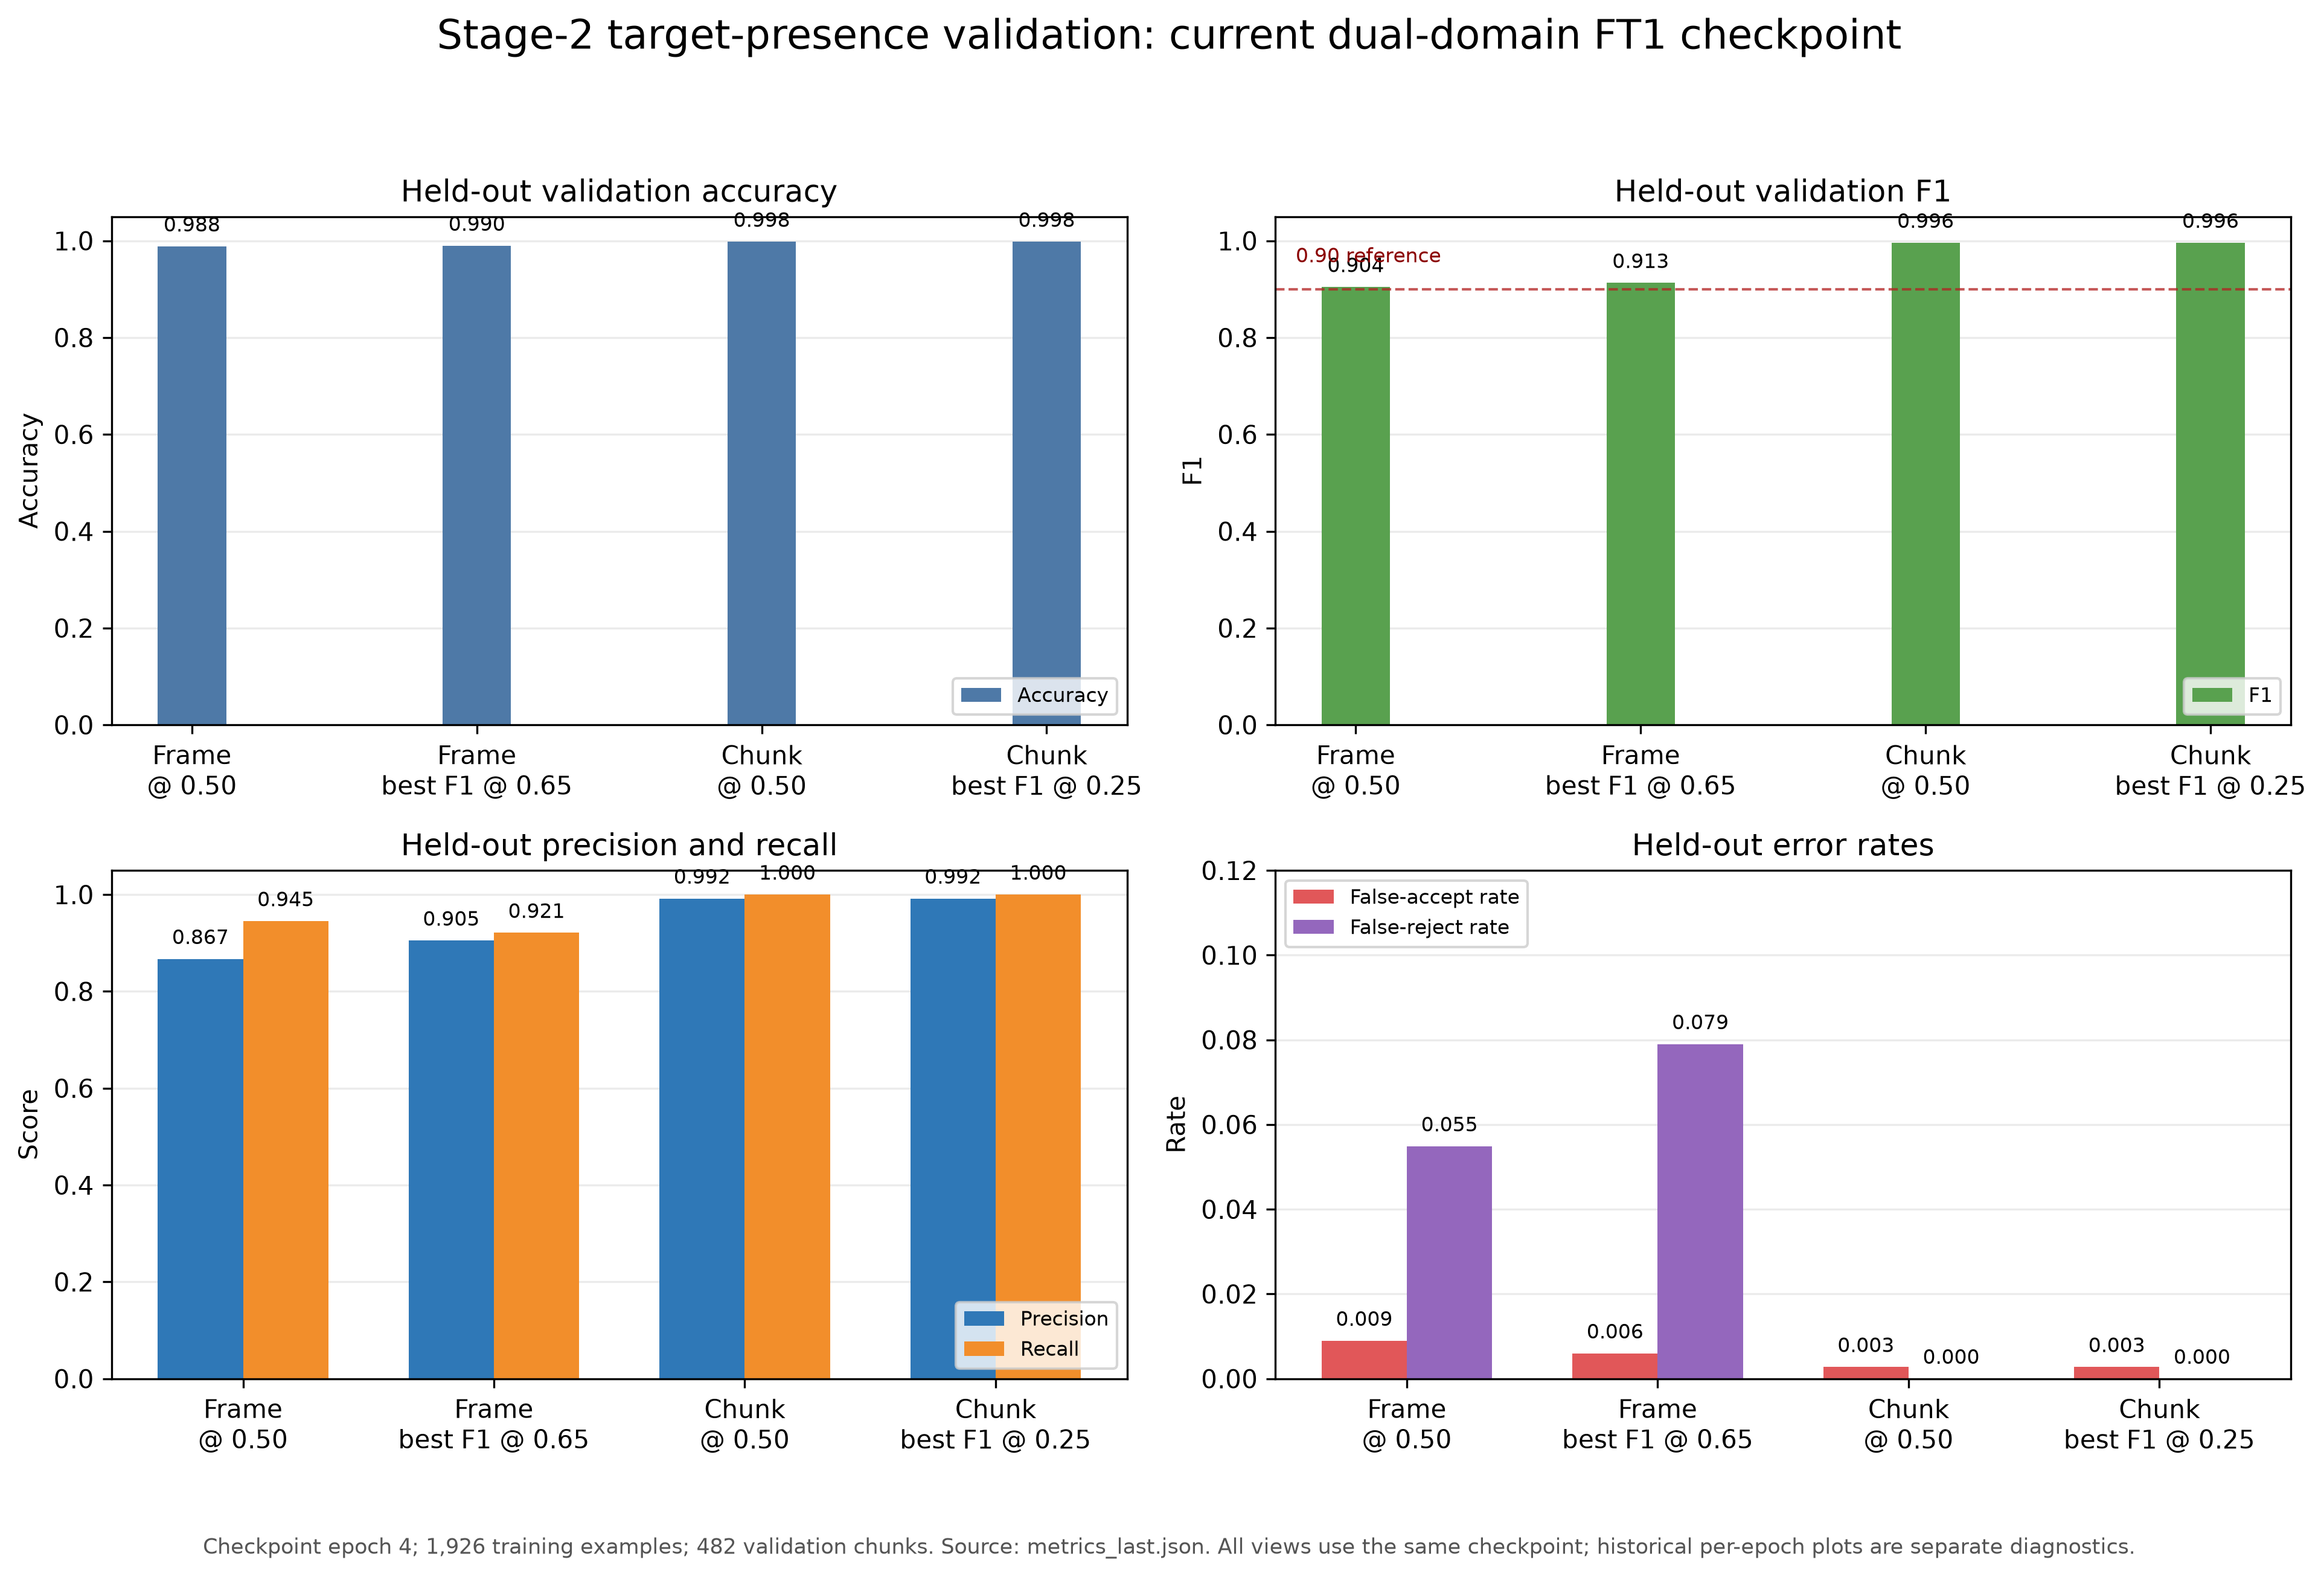 Stage-2 target-presence validation: current dual-domain FT1 checkpoint
Held-out validation accuracy
0.988
0.990
0.998
0.998
1.0
0.8
0.6
0.4
0.2
0.0
Accuracy
Accuracy
Frame
@ 0.50
Frame
best F1 @ 0.65
Chunk
@ 0.50
Chunk
best F1 @ 0.25
Held-out validation F1
0.90 reference
0.904
0.913
0.996
0.996
1.0
0.8
0.6
0.4
0.2
0.0
F1
F1
Frame
@ 0.50
Frame
best F1 @ 0.65
Chunk
@ 0.50
Chunk
best F1 @ 0.25
Held-out precision and recall
0.867
0.945
0.905
0.921
0.992
1.000
0.992
1.000
1.0
0.8
0.6
0.4
0.2
0.0
Score
Precision
Recall
Frame
@ 0.50
Frame
best F1 @ 0.65
Chunk
@ 0.50
Chunk
best F1 @ 0.25
Held-out error rates
False-accept rate
False-reject rate
0.12
0.10
0.08
0.06
0.04
0.02
0.00
Rate
0.009
0.055
0.006
0.079
0.003
0.000
0.003
0.000
Frame
@ 0.50
Frame
best F1 @ 0.65
Chunk
@ 0.50
Chunk
best F1 @ 0.25
Checkpoint epoch 4; 1,926 training examples; 482 validation chunks. Source: metrics_last.json. All views use the same checkpoint; historical per-epoch plots are separate diagnostics.